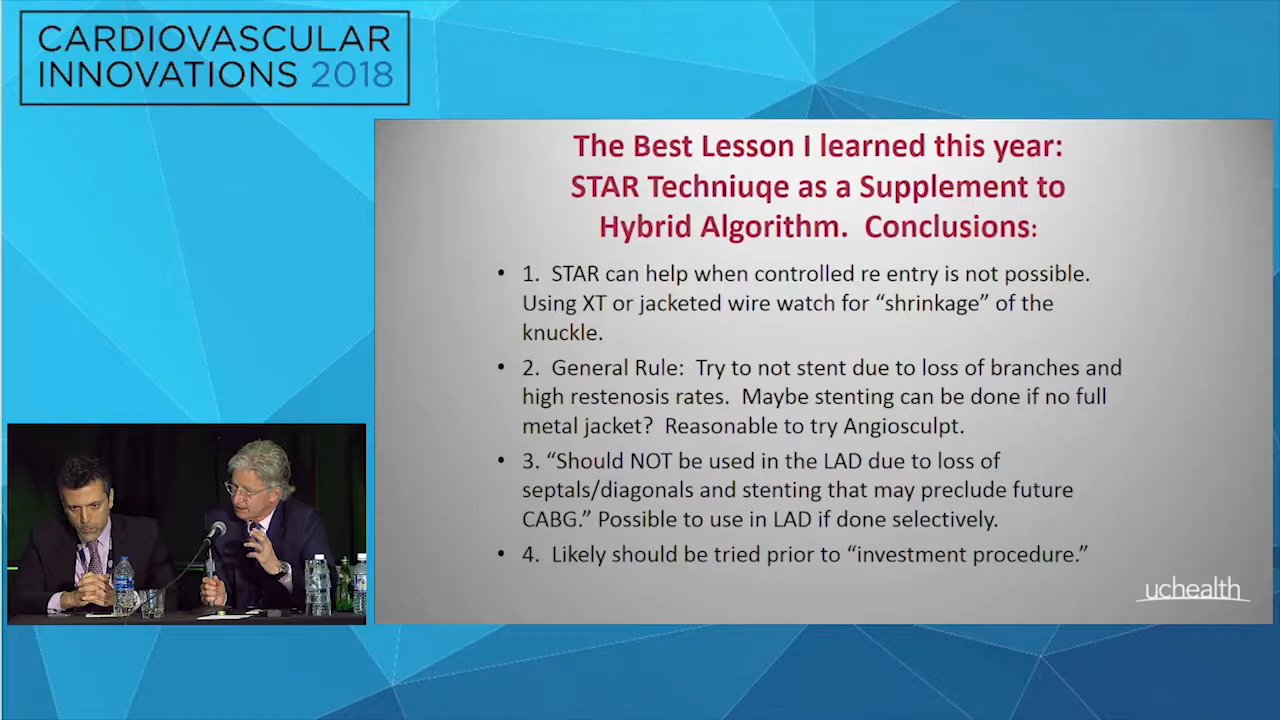 CARDIOVASCULAR
INNOVATIONS 2018
The Best Lesson I learned this year:
STAR Techniuqe as a Supplement to
Hybrid Algorithm.  Conclusions:
• 1.  STAR can help when controlled re entry is not possible.
Using XT or jacketed wire watch for “shrinkage” of the
knuckle.
• 2.  General Rule:  Try to not stent due to loss of branches and
high restenosis rates.  Maybe stenting can be done if no full
metal jacket?  Reasonable to try Angiosculpt.
• 3. “Should NOT be used in the LAD due to loss of
septals/diagonals and stenting that may preclude future
CABG.” Possible to use in LAD if done selectively.
• 4.  Likely should be tried prior to “investment procedure.”
uchealth